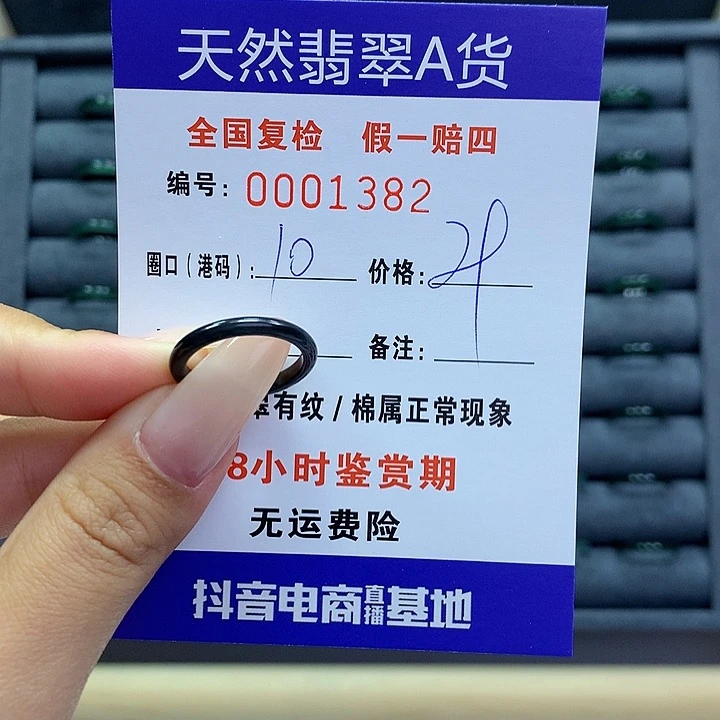 天然翡翠A货
全国复检 假一赔四
编号: 0001382
圈口(港码): 10 价格: 29
备注:
翠有纹/棉属正常现象
8小时鉴赏期
无运费险
抖音电商直播基地